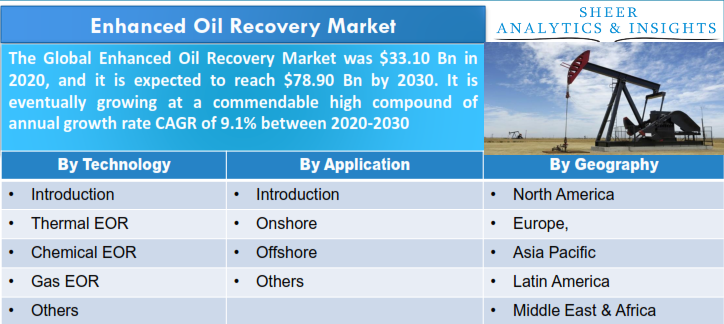 Enhanced Oil Recovery Market
SHEER
ANALYTICS & INSIGHTS
The Global Enhanced Oil Recovery Market was $33.10 Bn in
2020, and it is expected to reach $78.90 Bn by 2030. It is
eventually growing at a commendable high compound of
annual growth rate CAGR of 9.1% between 2020-2030
By Technology
• Introduction
• Thermal EOR
• Chemical EOR
• Gas EOR
• Others
By Application
• Introduction
• Onshore
• Offshore
• Others
By Geography
• North America
• Europe,
• Asia Pacific
• Latin America
• Middle East & Africa